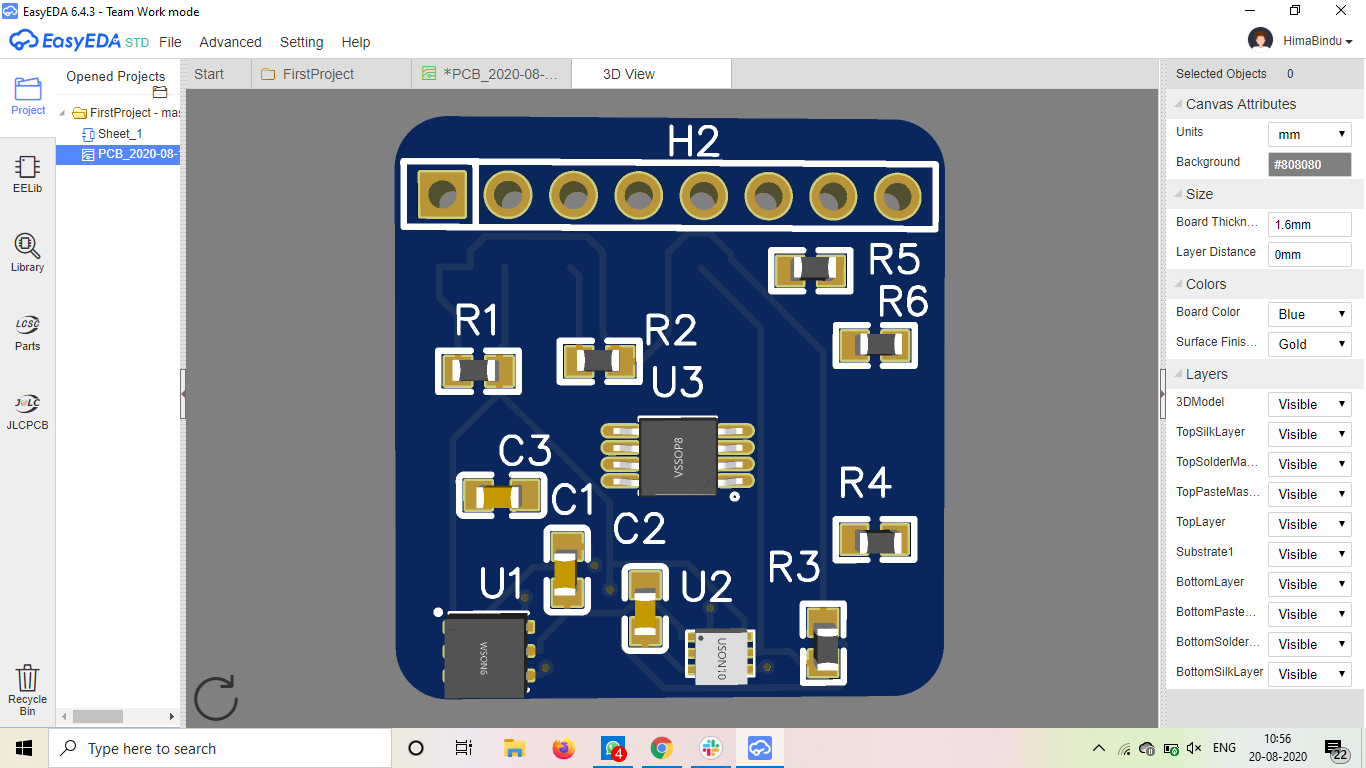 EasyEDA 6.4.3 - Team Work mode
EasyEDA STD File Advanced Setting Help
HimaBindu
Project
EELib
Library
LCSC
Parts
JLCPCB
Recycle
Bin
Opened Projects
FirstProject - mas
Sheet_1
PCB_2020-08-
Start
FirstProject
*PCB_2020-08-...
3D View
H2
R5
R6
R1
R2
U3
VSSOP8
C3
C1
C2
R4
R3
U1
U2
WSON6
USON10
Selected Objects 0
Canvas Attributes
Units mm
Background #808080
Size
Board Thickn... 1.6mm
Layer Distance 0mm
Colors
Board Color Blue
Surface Finis... Gold
Layers
3DModel Visible
TopSilkLayer Visible
TopSolderMa... Visible
TopPasteMas... Visible
TopLayer Visible
Substrate1 Visible
BottomLayer Visible
BottomPaste... Visible
BottomSolder... Visible
BottomSilkLayer Visible
Type here to search
4
ENG
10:56
20-08-2020
22